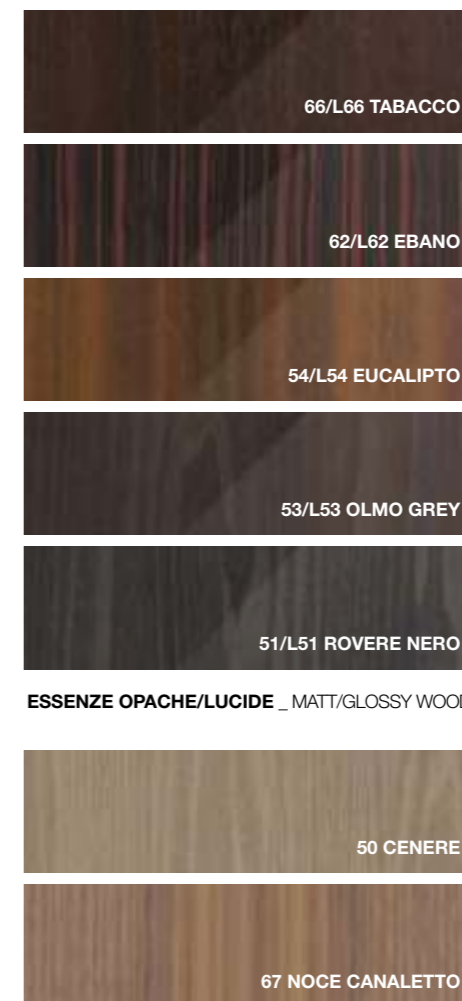 66/L66 TABACCO
62/L62 EBANO
54/L54 EUCALIPTO
53/L53 OLMO GREY
51/L51 ROVERE NERO
ESSENZE OPACHE/LUCIDE _ MATT/GLOSSY WOOD
50 CENERE
67 NOCE CANALETTO